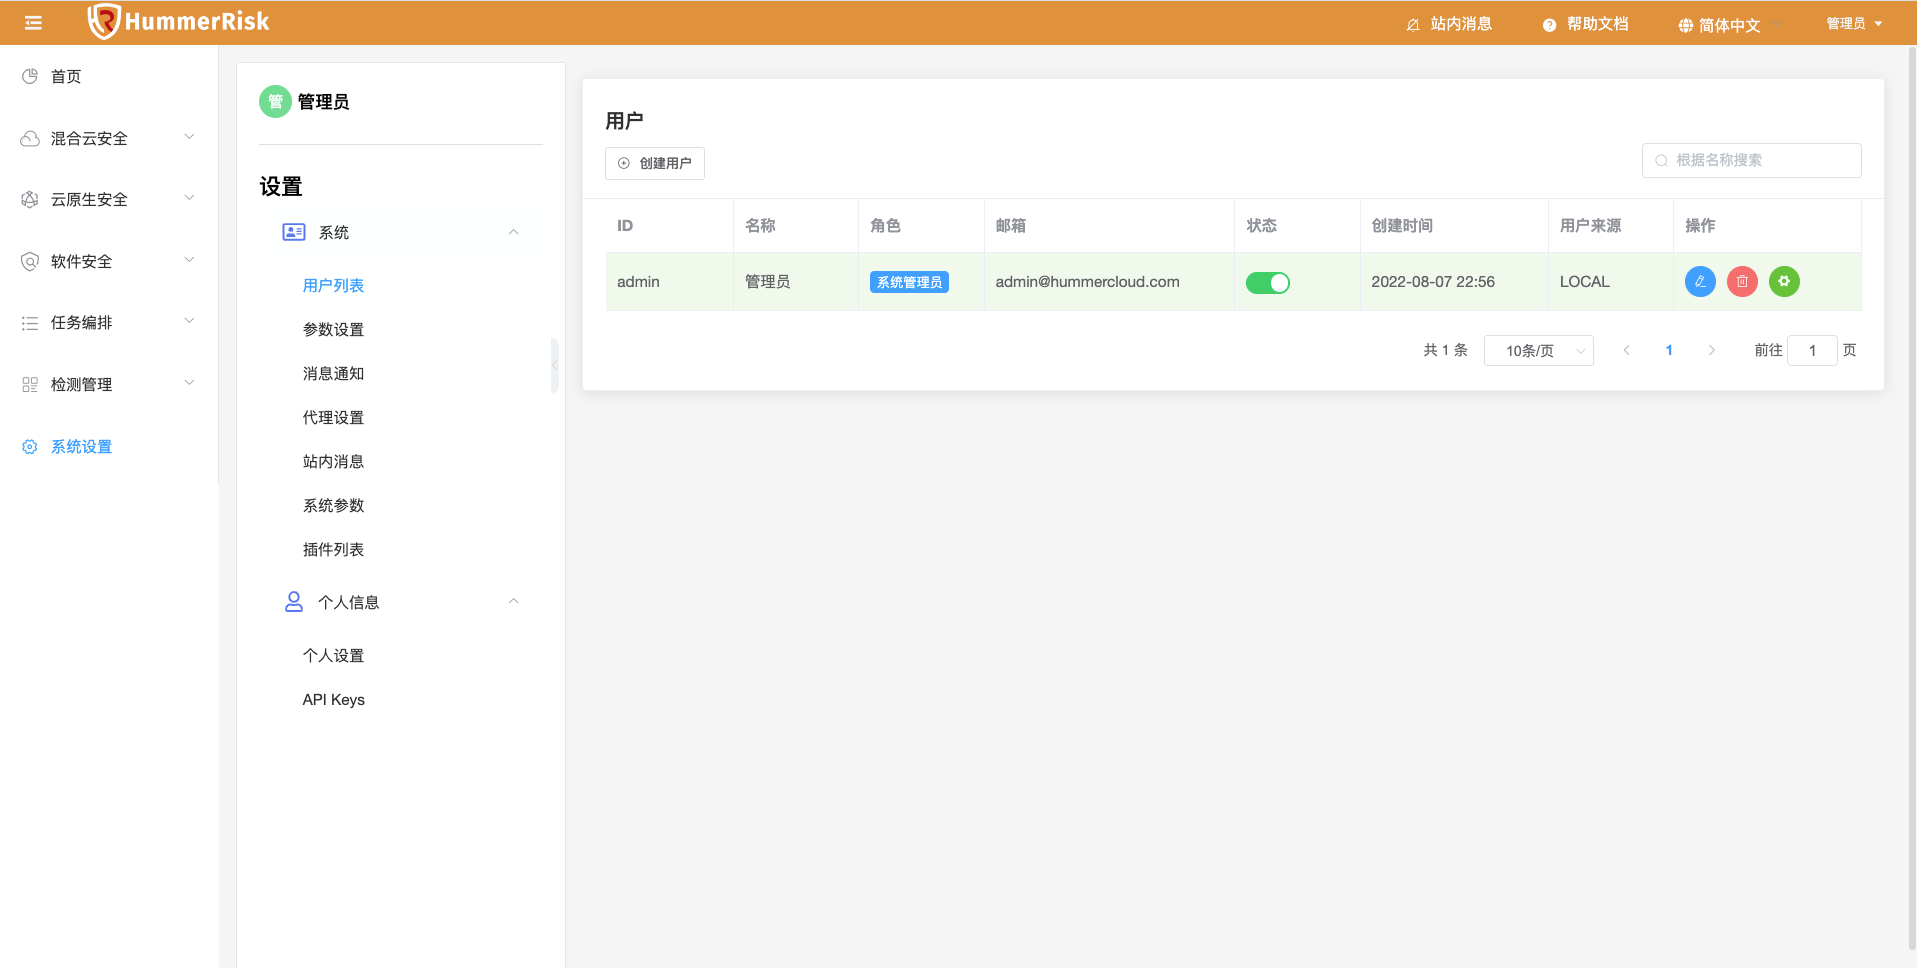 HummerRisk
站内消息
帮助文档
简体中文
管理员
首页
混合云安全
云原生安全
软件安全
任务编排
检测管理
系统设置
管 管理员
设置
系统
用户列表
参数设置
消息通知
代理设置
站内消息
系统参数
插件列表
个人信息
个人设置
API Keys
用户
创建用户
根据名称搜索
ID 名称 角色 邮箱 状态 创建时间 用户来源 操作
admin 管理员 系统管理员 admin@hummercloud.com 2022-08-07 22:56 LOCAL
共 1 条 10条/页 1 前往 1 页